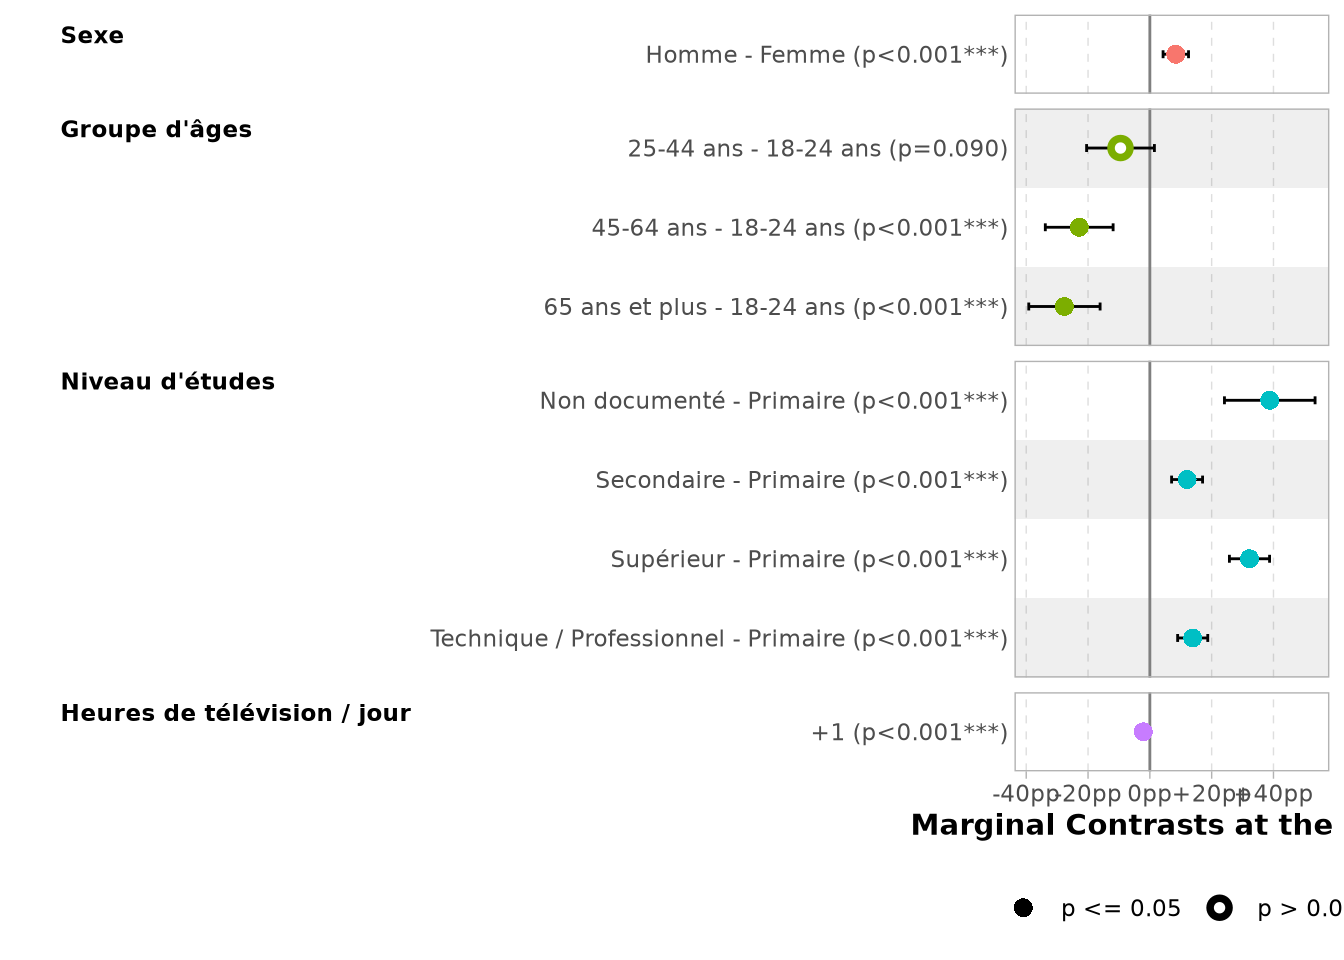 Sexe
Homme - Femme (p<0.001***)
Groupe d'âges
25-44 ans - 18-24 ans (p=0.090)
45-64 ans - 18-24 ans (p<0.001***)
65 ans et plus - 18-24 ans (p<0.001***)
Niveau d'études
Non documenté - Primaire (p<0.001***)
Secondaire - Primaire (p<0.001***)
Supérieur - Primaire (p<0.001***)
Technique / Professionnel - Primaire (p<0.001***)
Heures de télévision / jour
+1 (p<0.001***)
-40pp -20pp 0pp +20pp +40pp
Marginal Contrasts at the
p <= 0.05 p > 0.0